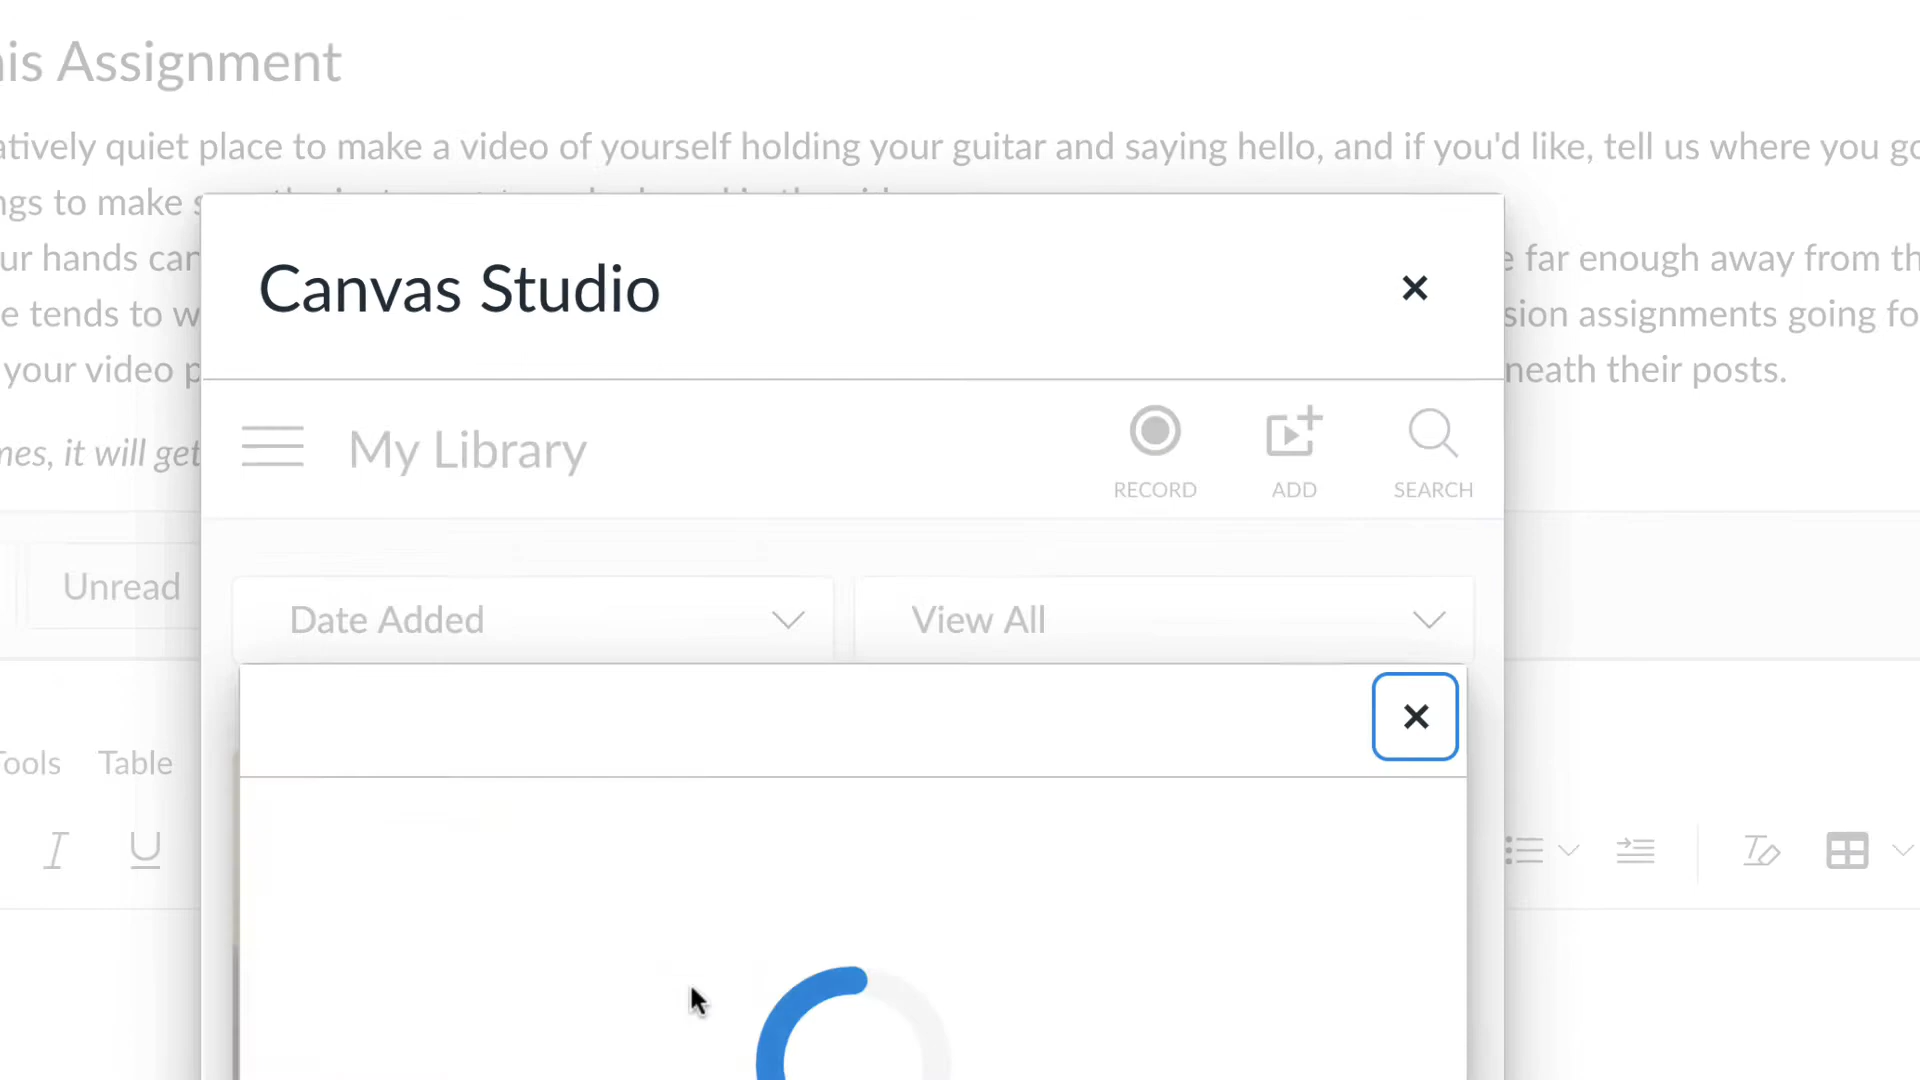 his Assignment
atively quiet place to make a video of yourself holding your guitar and saying hello, and if you'd like, tell us where you go
ngs to make
ur hands can
e far enough away from th
e tends to w
sion assignments going fo
your video p
neath their posts.
mes, it will get
Canvas Studio
My Library
RECORD
ADD
SEARCH
Unread
Date Added
View All
Tools
Table